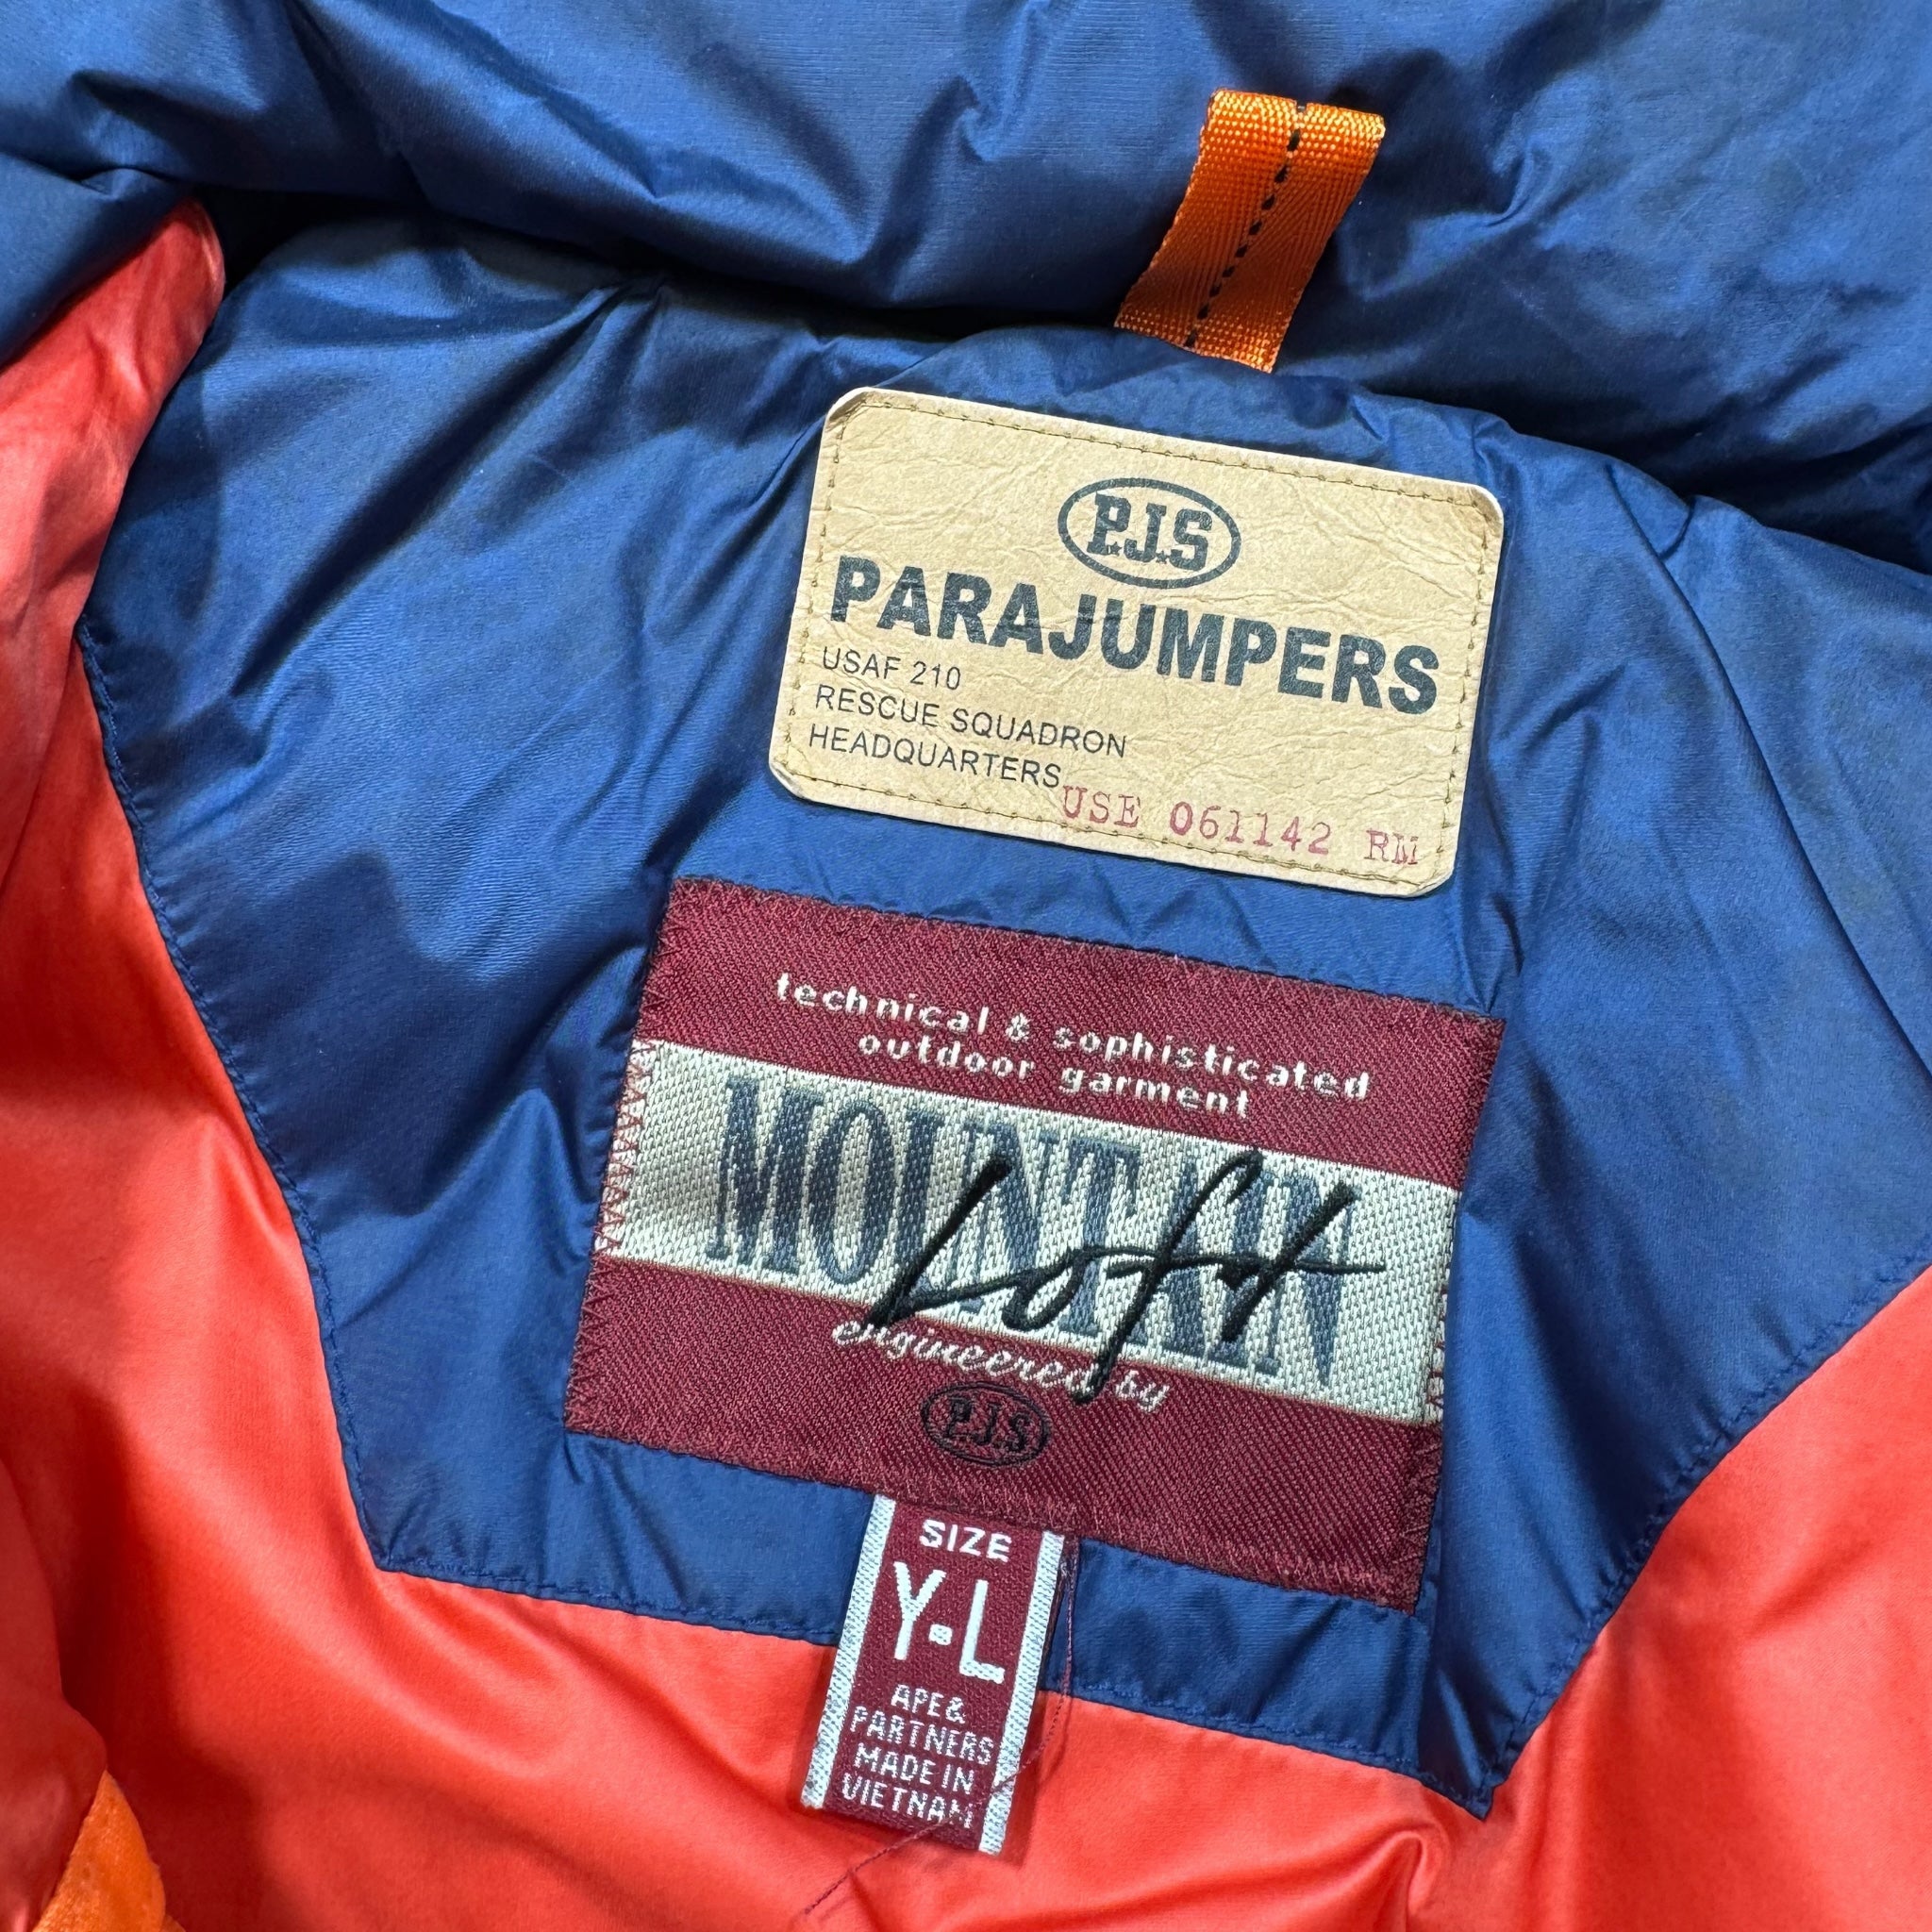 P.J.S
PARAJUMPERS
USAF 210
RESCUE SQUADRON
HEADQUARTERS
USE 061142 RM
technical & sophisticated
outdoor garment
MOUNTAIN
Loft
engineered by
P.J.S
SIZE
Y-L
APE&
PARTNERS
MADE IN
VIETNAM